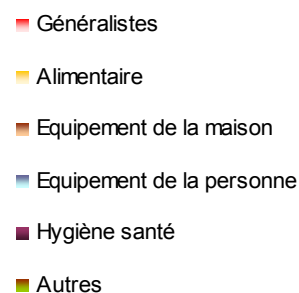 Généralistes
Alimentaire
Equipement de la maison
Equipement de la personne
Hygiène santé
Autres